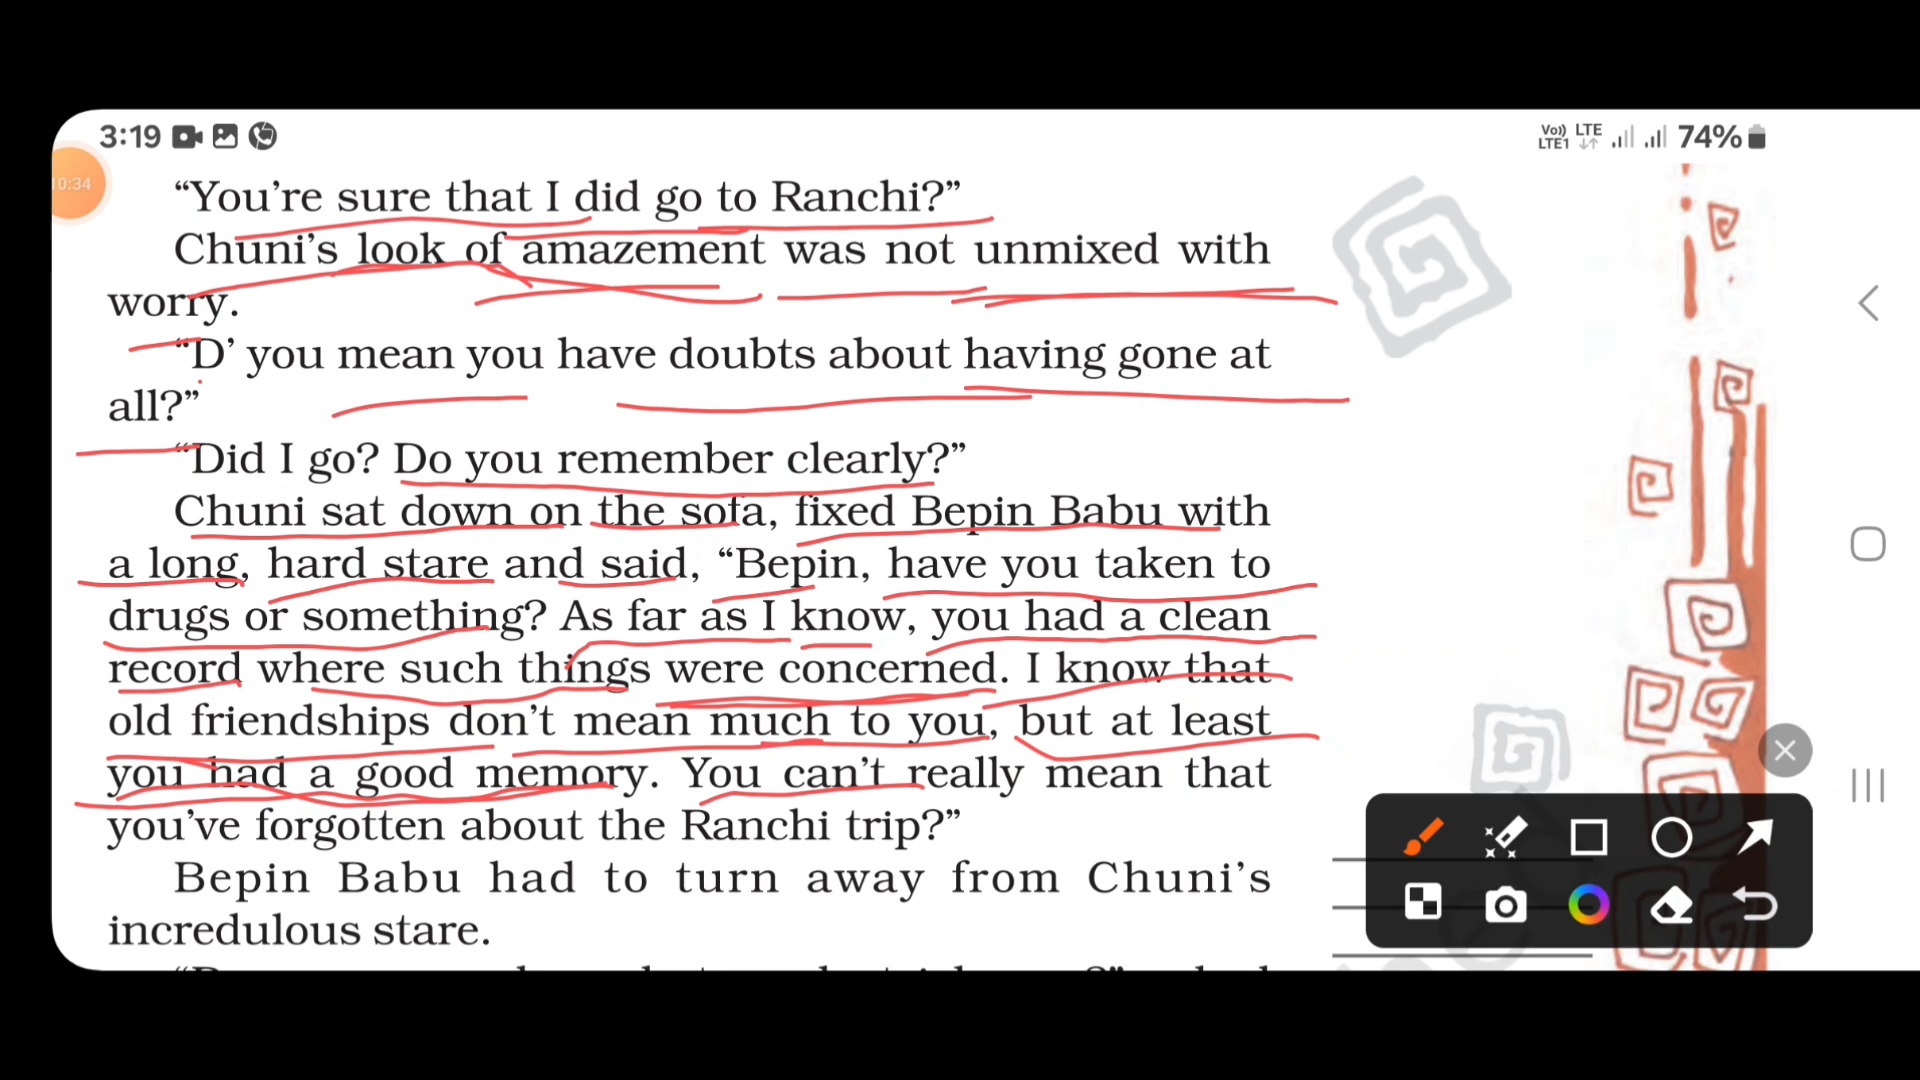 3:19
Vo)) LTE
LTE1
74%
10:34
“You’re sure that I did go to Ranchi?”
Chuni’s look of amazement was not unmixed with
worry.
“D’ you mean you have doubts about having gone at
all?”
“Did I go? Do you remember clearly?”
Chuni sat down on the sofa, fixed Bepin Babu with
a long, hard stare and said, “Bepin, have you taken to
drugs or something? As far as I know, you had a clean
record where such things were concerned. I know that
old friendships don’t mean much to you, but at least
you had a good memory. You can’t really mean that
you’ve forgotten about the Ranchi trip?”
Bepin Babu had to turn away from Chuni’s
incredulous stare.